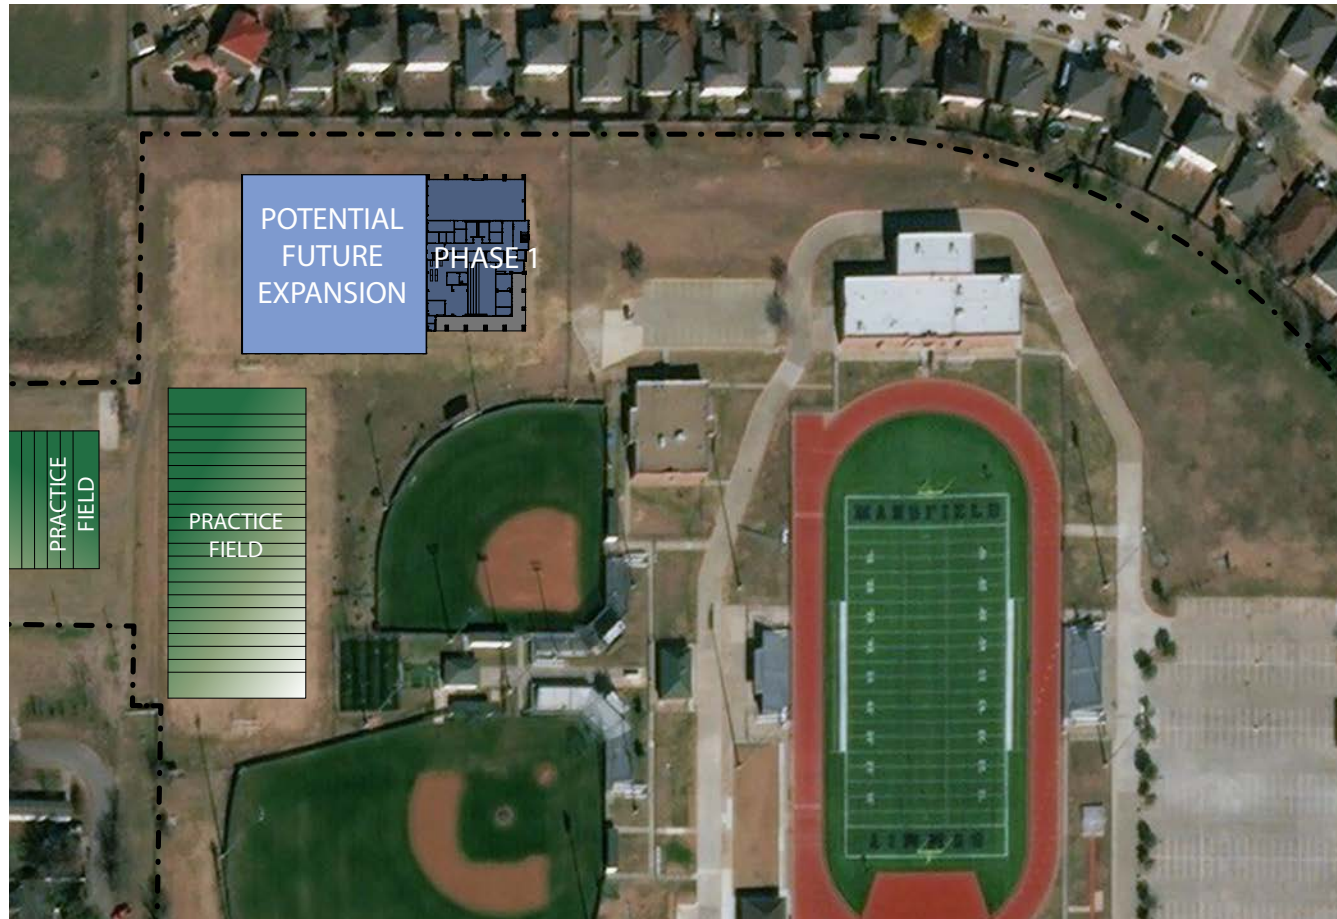 POTENTIAL
FUTURE
EXPANSION
PHASE 1
PRACTICE
FIELD
PRACTICE
FIELD
MANSFIELD